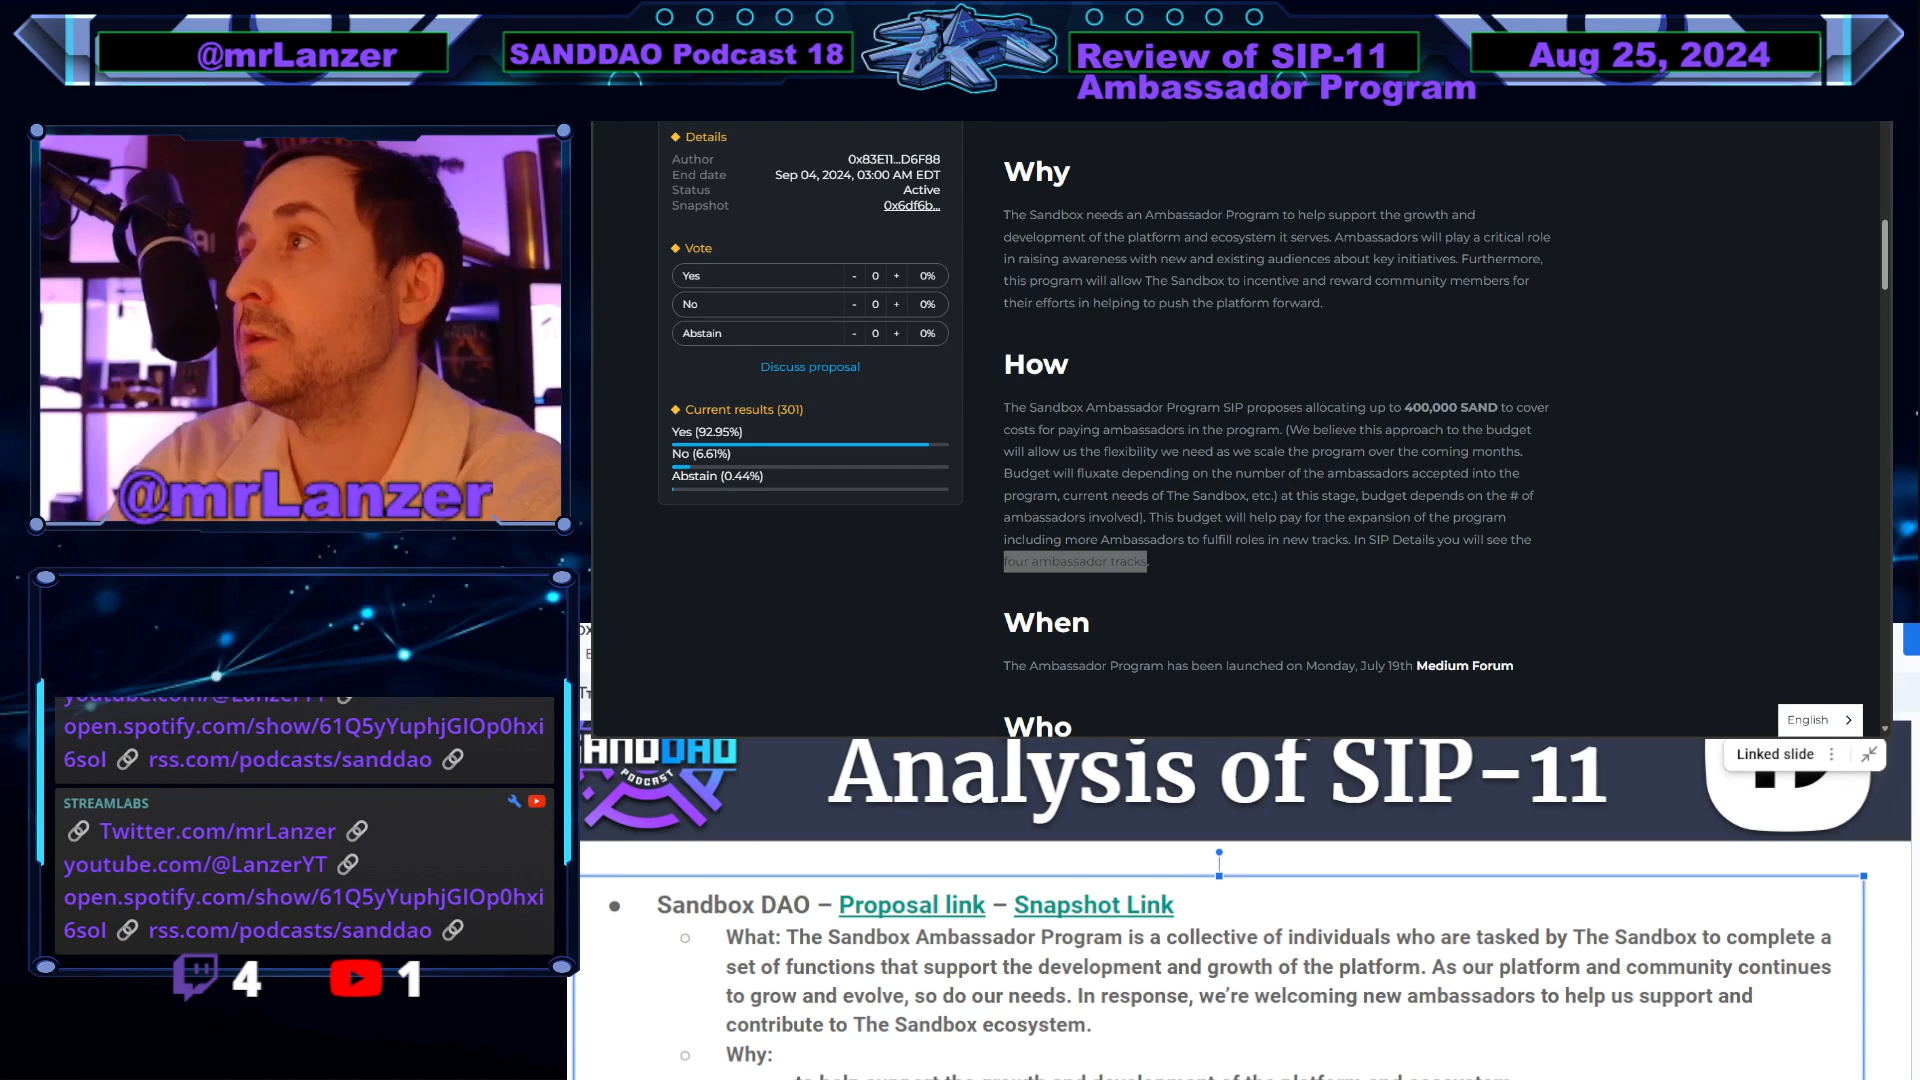 @mrLanzer
SANDDAO Podcast 18
Review of SIP-11
Ambassador Program
Aug 25, 2024
Details
Author 0x83E11...D6F88
End date Sep 04, 2024, 03:00 AM EDT
Status Active
Snapshot 0x6df6b...
Vote
Yes - 0 + 0%
No - 0 + 0%
Abstain - 0 + 0%
Discuss proposal
Current results (301)
Yes (92.95%)
No (6.61%)
Abstain (0.44%)
Why
The Sandbox needs an Ambassador Program to help support the growth and
development of the platform and ecosystem it serves. Ambassadors will play a critical role
in raising awareness with new and existing audiences about key initiatives. Furthermore,
this program will allow The Sandbox to incentive and reward community members for
their efforts in helping to push the platform forward.
How
The Sandbox Ambassador Program SIP proposes allocating up to 400,000 SAND to cover
costs for paying ambassadors in the program. (We believe this approach to the budget
will allow us the flexibility we need as we scale the program over the coming months.
Budget will fluxate depending on the number of the ambassadors accepted into the
program, current needs of The Sandbox, etc.) at this stage, budget depends on the # of
ambassadors involved). This budget will help pay for the expansion of the program
including more Ambassadors to fulfill roles in new tracks. In SIP Details you will see the
four ambassador tracks.
When
The Ambassador Program has been launched on Monday, July 19th Medium Forum
Who
English
@mrLanzer
youtube.com/@LanzerYT
open.spotify.com/show/61Q5yYuphjGIOp0hxi
6sol rss.com/podcasts/sanddao
STREAMLABS
Twitter.com/mrLanzer
youtube.com/@LanzerYT
open.spotify.com/show/61Q5yYuphjGIOp0hxi
6sol rss.com/podcasts/sanddao
4 1
SANDDAO
PODCAST
Analysis of SIP-11
Linked slide
Sandbox DAO – Proposal link – Snapshot Link
What: The Sandbox Ambassador Program is a collective of individuals who are tasked by The Sandbox to complete a
set of functions that support the development and growth of the platform. As our platform and community continues
to grow and evolve, so do our needs. In response, we're welcoming new ambassadors to help us support and
contribute to The Sandbox ecosystem.
Why:
to help support the growth and development of the platform and ecosystem